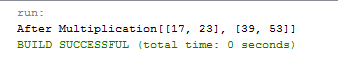 run:
After Multiplication[[17, 23], [39, 53]]
BUILD SUCCESSFUL (total time: 0 seconds)